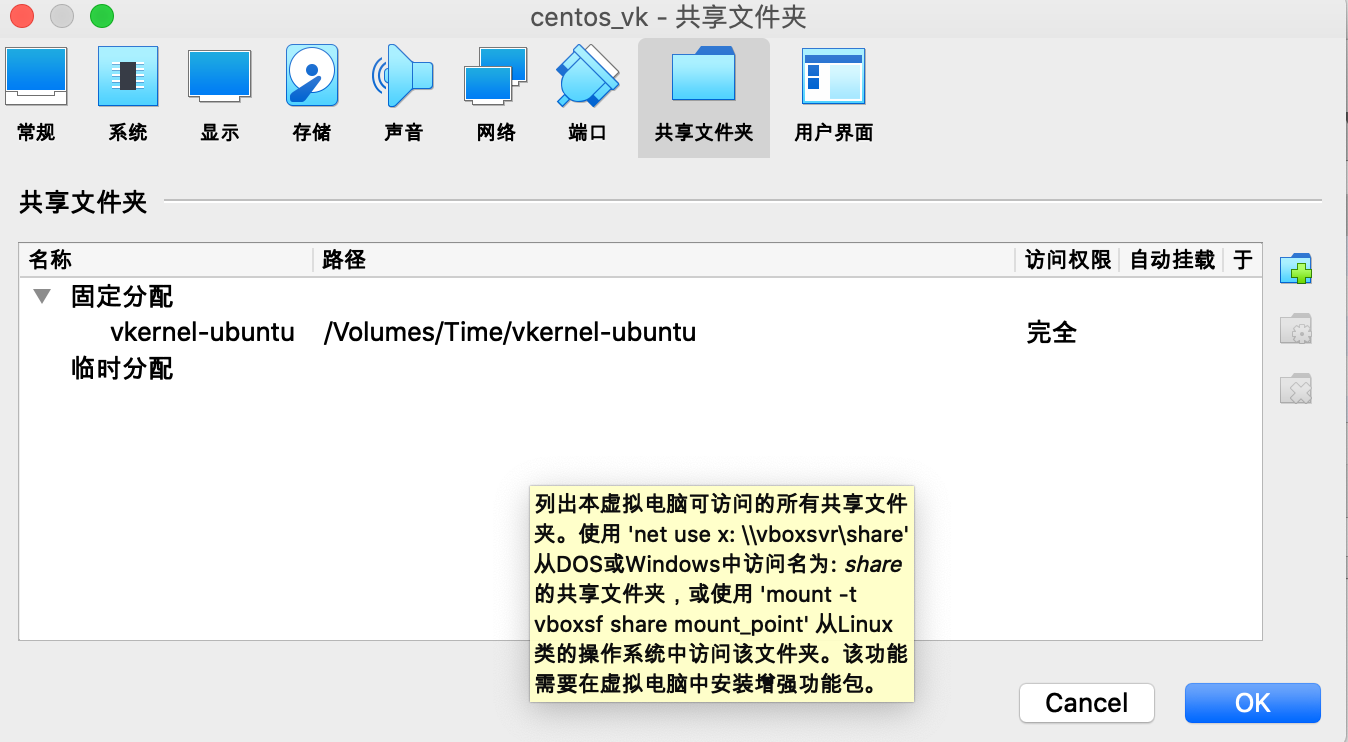 centos_vk - 共享文件夹
常规 系统 显示 存储 声音 网络 端口 共享文件夹 用户界面
共享文件夹
名称 路径 访问权限 自动挂载 于
固定分配
vkernel-ubuntu /Volumes/Time/vkernel-ubuntu 完全
临时分配
列出本虚拟电脑可访问的所有共享文件
夹。使用 'net use x: \\vboxsvr\share'
从DOS或Windows中访问名为: share
的共享文件夹，或使用 'mount -t
vboxsf share mount_point' 从Linux
类的操作系统中访问该文件夹。该功能
需要在虚拟电脑中安装增强功能包。
Cancel OK